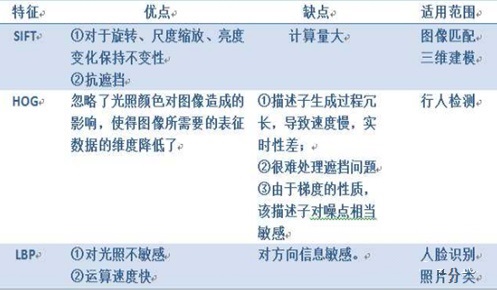 特征 优点 缺点 适用范围
SIFT ①对于旋转、尺度缩放、亮度 计算量大 图像匹配
变化保持不变性 三维建模
②抗遮挡
HOG 忽略了光照颜色对图像造成的 ①描述子生成过程冗 行人检测
影响，使得图像所需要的表征 长，导致速度慢，实
数据的维度降低了 时性差；
②很难处理遮挡问题
③由于梯度的性质，
该描述子对噪点相当
敏感
LBP ①对光照不敏感 对方向信息敏感。 人脸识别
②运算速度快 照片分类